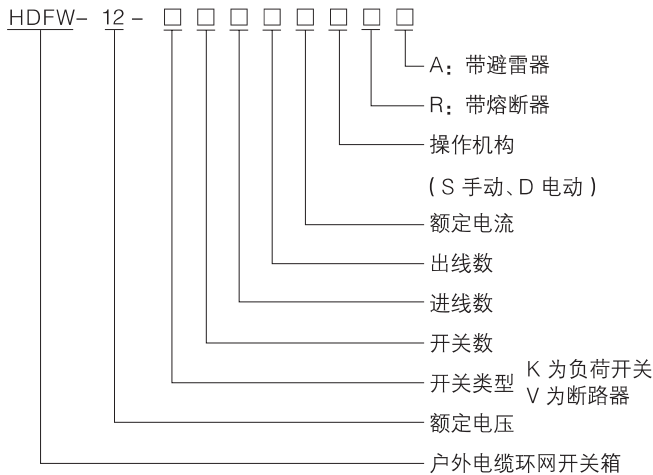 HDFW- 12 - □ □ □ □ □ □ □ □
A：带避雷器
R：带熔断器
操作机构
( S 手动、D 电动 )
额定电流
出线数
进线数
开关数
开关类型 K 为负荷开关
V 为断路器
额定电压
户外电缆环网开关箱